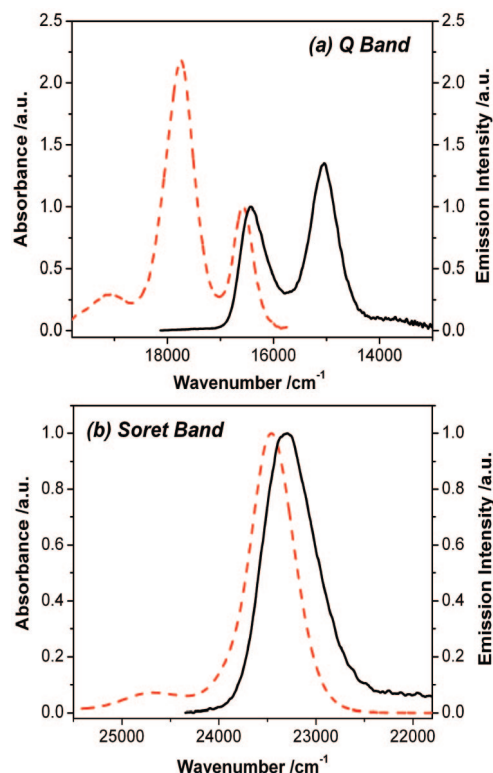 (a) Q Band
2.5
2.0
1.5
1.0
0.5
0.0
Absorbance /a.u.
2.5
2.0
1.5
1.0
0.5
0.0
Emission Intensity /a.u.
18000 16000 14000
Wavenumber /cm-1
(b) Soret Band
1.0
0.8
0.6
0.4
0.2
0.0
Absorbance /a.u.
1.0
0.8
0.6
0.4
0.2
0.0
Emission Intensity /a.u.
25000 24000 23000 22000
Wavenumber /cm-1